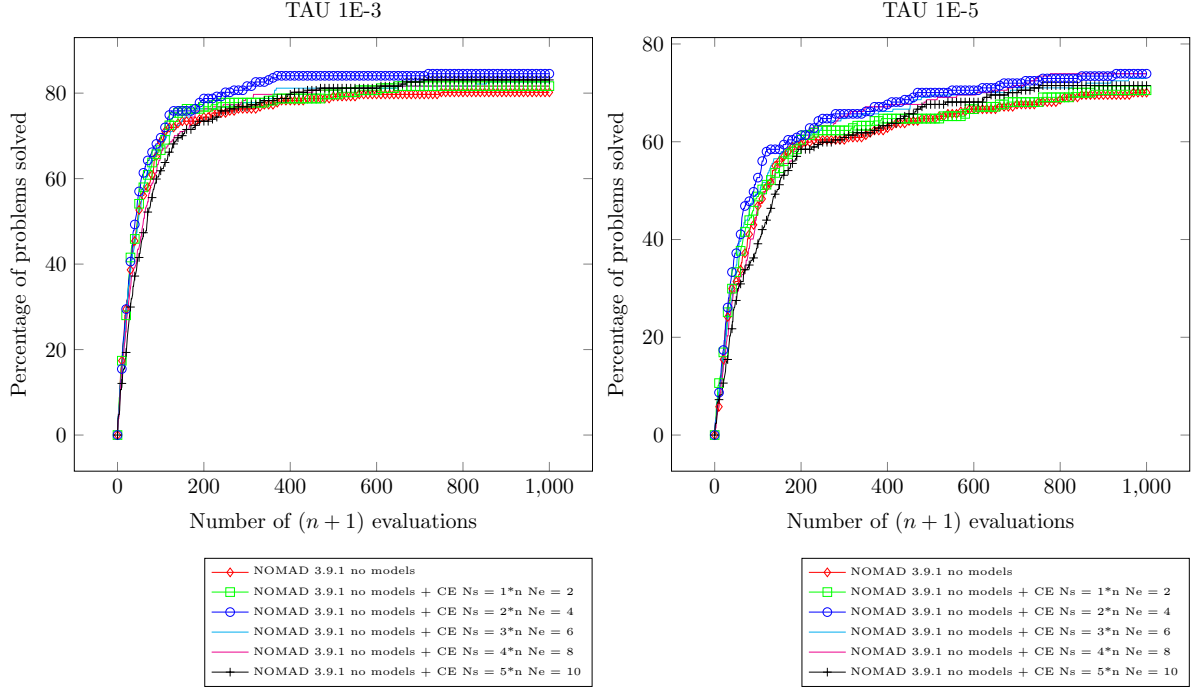 TAU 1E-3
Percentage of problems solved
80
60
40
20
0
0 200 400 600 800 1,000
Number of (n + 1) evaluations
NOMAD 3.9.1 no models
NOMAD 3.9.1 no models + CE Ns = 1*n Ne = 2
NOMAD 3.9.1 no models + CE Ns = 2*n Ne = 4
NOMAD 3.9.1 no models + CE Ns = 3*n Ne = 6
NOMAD 3.9.1 no models + CE Ns = 4*n Ne = 8
NOMAD 3.9.1 no models + CE Ns = 5*n Ne = 10
TAU 1E-5
Percentage of problems solved
80
60
40
20
0
0 200 400 600 800 1,000
Number of (n + 1) evaluations
NOMAD 3.9.1 no models
NOMAD 3.9.1 no models + CE Ns = 1*n Ne = 2
NOMAD 3.9.1 no models + CE Ns = 2*n Ne = 4
NOMAD 3.9.1 no models + CE Ns = 3*n Ne = 6
NOMAD 3.9.1 no models + CE Ns = 4*n Ne = 8
NOMAD 3.9.1 no models + CE Ns = 5*n Ne = 10